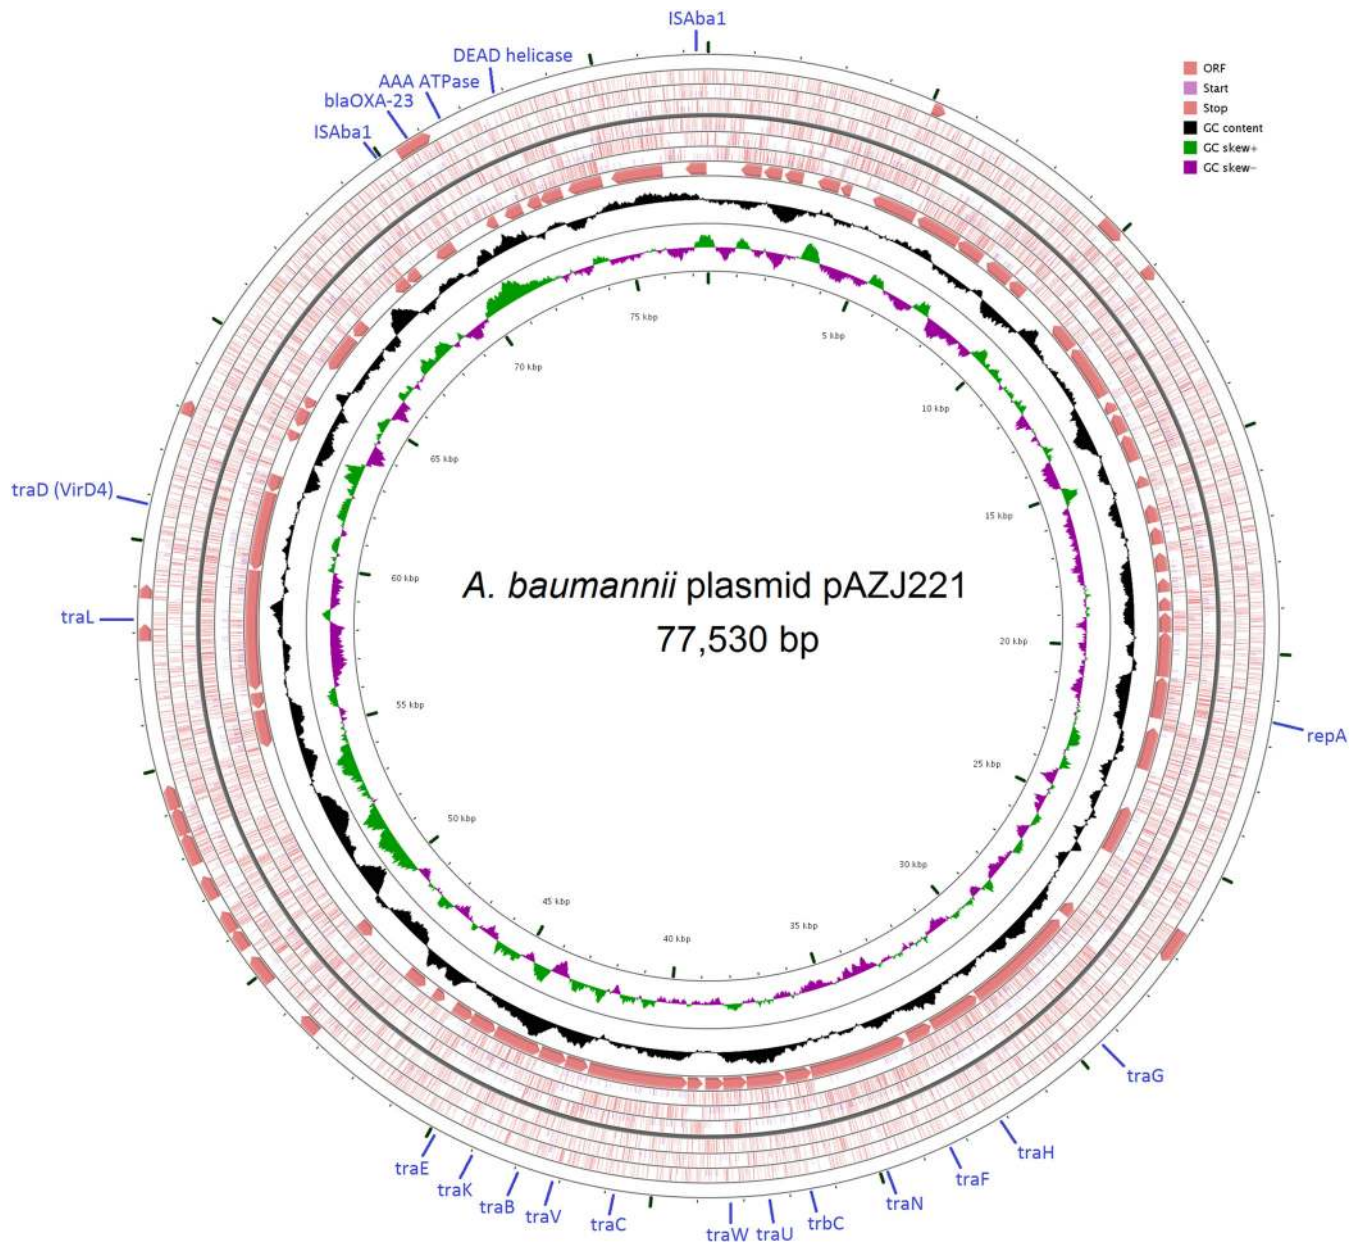 ISAba1
DEAD helicase
AAA ATPase
blaOXA-23
ISAba1
ORF
Start
Stop
GC content
GC skew+
GC skew-
75 kbp
5 kbp
70 kbp
10 kbp
65 kbp
traD (VirD4)
15 kbp
60 kbp
A. baumannii plasmid pAZJ221
77,530 bp
traL
20 kbp
55 kbp
repA
25 kbp
50 kbp
30 kbp
45 kbp
35 kbp
40 kbp
traG
traH
traF
traE
traK
traN
traB
traV
traC
trbC
traU
traW